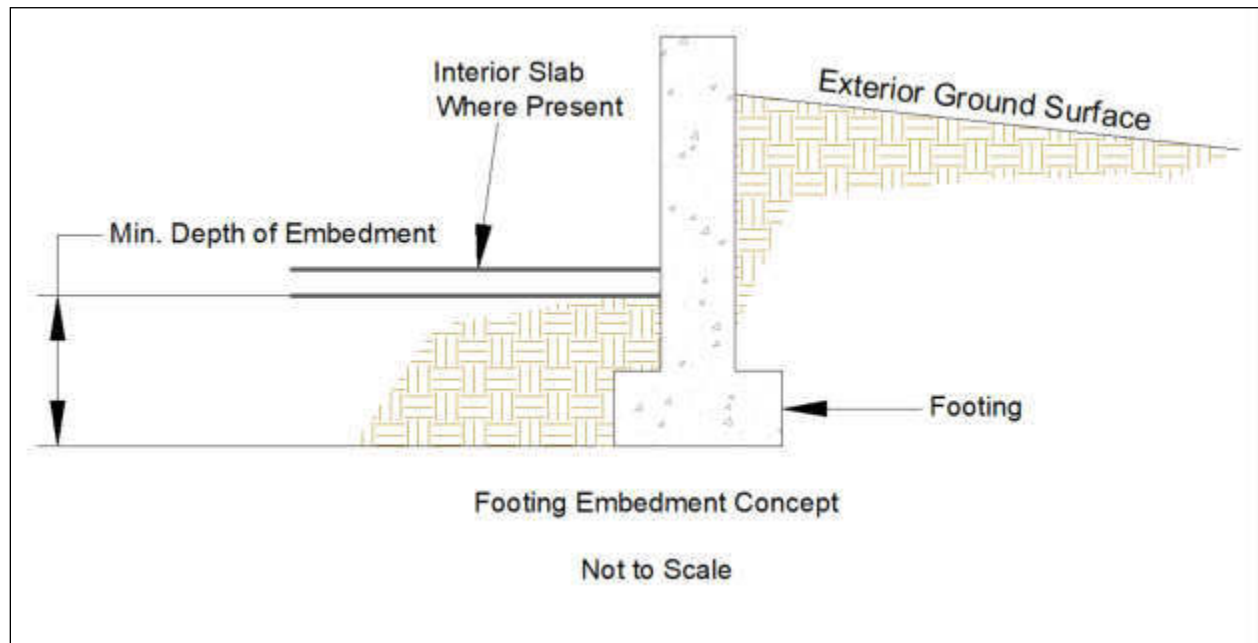 Interior Slab
Where Present
Exterior Ground Surface
Min. Depth of Embedment
Footing
Footing Embedment Concept
Not to Scale